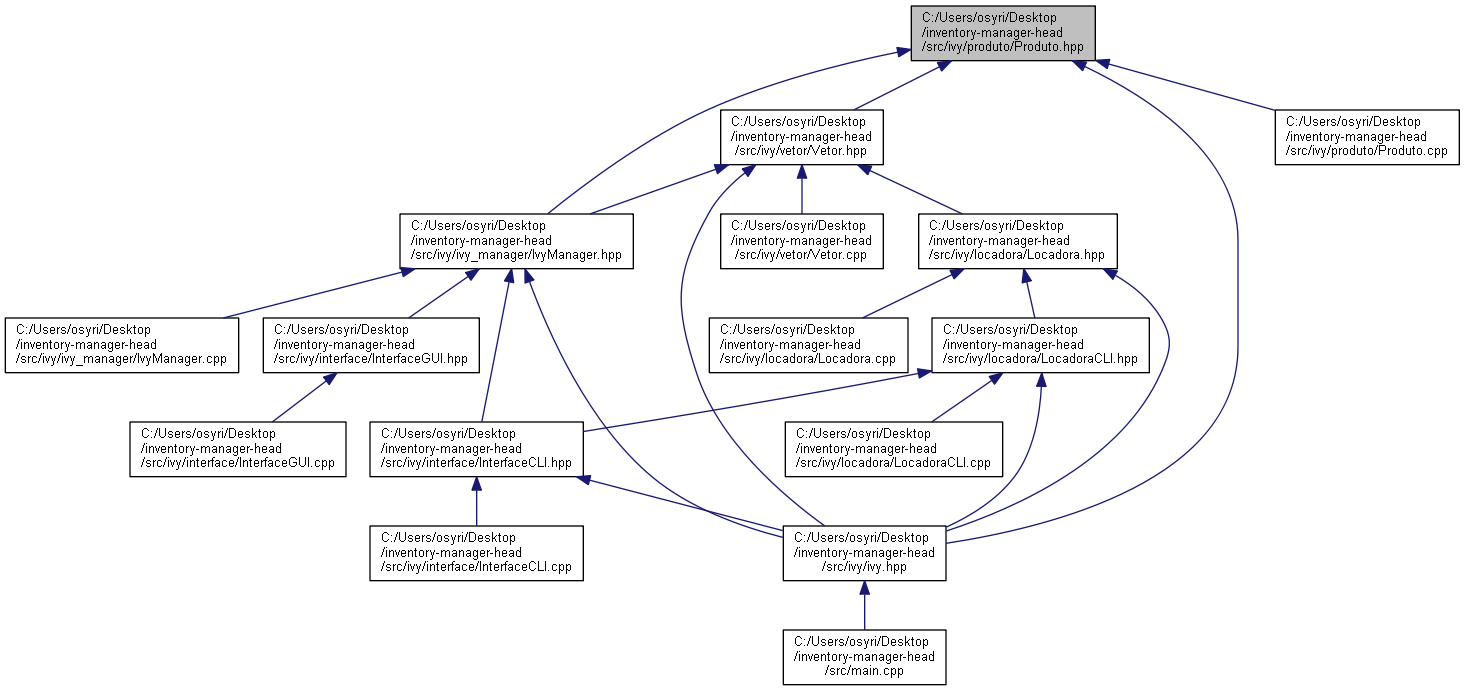 C:/Users/osyri/Desktop
/inventory-manager-head
/src/ivy/produto/Produto.hpp
C:/Users/osyri/Desktop
/inventory-manager-head
/src/ivy/vetor/Vetor.hpp
C:/Users/osyri/Desktop
/inventory-manager-head
/src/ivy/produto/Produto.cpp
C:/Users/osyri/Desktop
/inventory-manager-head
/src/ivy/ivy_manager/IvyManager.hpp
C:/Users/osyri/Desktop
/inventory-manager-head
/src/ivy/vetor/Vetor.cpp
C:/Users/osyri/Desktop
/inventory-manager-head
/src/ivy/locadora/Locadora.hpp
C:/Users/osyri/Desktop
/inventory-manager-head
/src/ivy/ivy_manager/IvyManager.cpp
C:/Users/osyri/Desktop
/inventory-manager-head
/src/ivy/interface/InterfaceGUI.hpp
C:/Users/osyri/Desktop
/inventory-manager-head
/src/ivy/locadora/Locadora.cpp
C:/Users/osyri/Desktop
/inventory-manager-head
/src/ivy/locadora/LocadoraCLI.hpp
C:/Users/osyri/Desktop
/inventory-manager-head
/src/ivy/interface/InterfaceGUI.cpp
C:/Users/osyri/Desktop
/inventory-manager-head
/src/ivy/interface/InterfaceCLI.hpp
C:/Users/osyri/Desktop
/inventory-manager-head
/src/ivy/locadora/LocadoraCLI.cpp
C:/Users/osyri/Desktop
/inventory-manager-head
/src/ivy/interface/InterfaceCLI.cpp
C:/Users/osyri/Desktop
/inventory-manager-head
/src/ivy/ivy.hpp
C:/Users/osyri/Desktop
/inventory-manager-head
/src/main.cpp